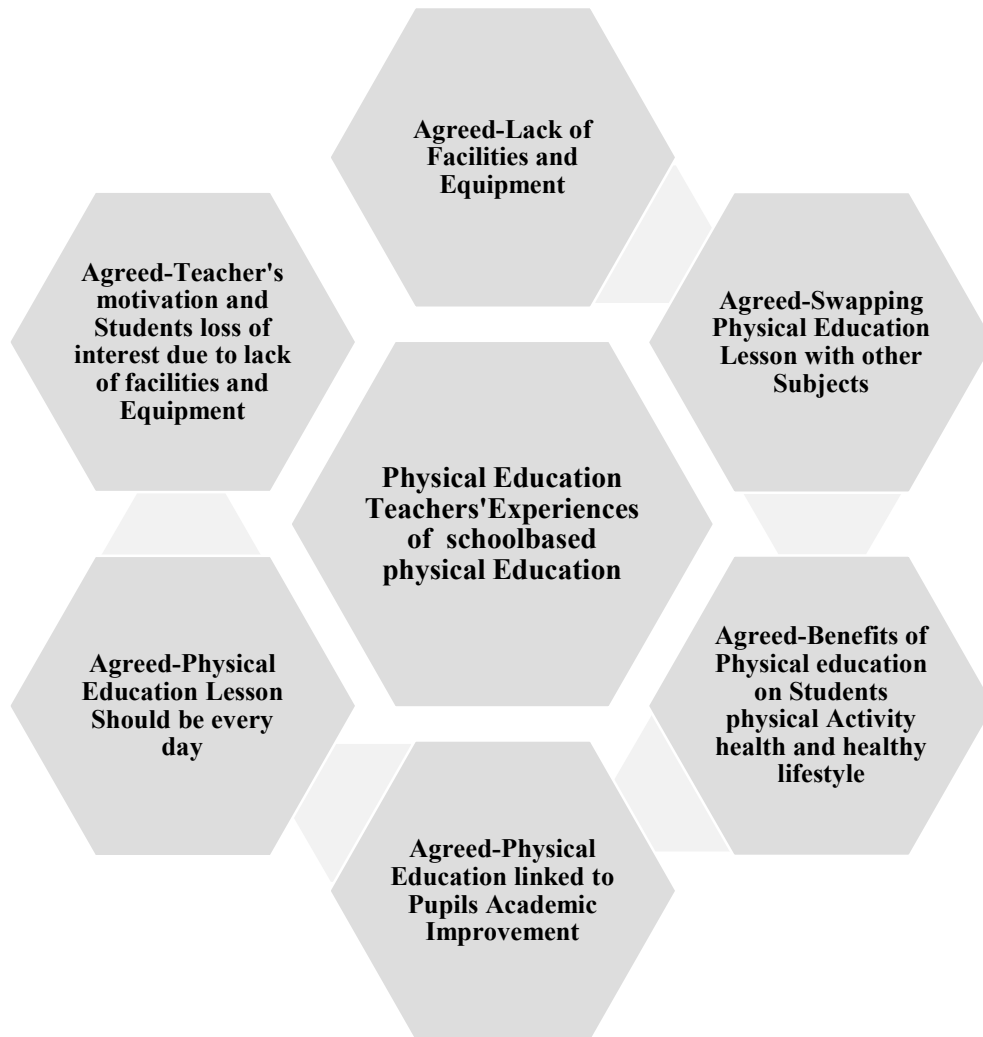 Agreed-Lack of
Facilities and
Equipment
Agreed-Swapping
Physical Education
Lesson with other
Subjects
Agreed-Benefits of
Physical education
on Students
physical Activity
health and healthy
lifestyle
Agreed-Physical
Education linked to
Pupils Academic
Improvement
Agreed-Physical
Education Lesson
Should be every
day
Agreed-Teacher's
motivation and
Students loss of
interest due to lack
of facilities and
Equipment
Physical Education
Teachers'Experiences
of schoolbased
physical Education